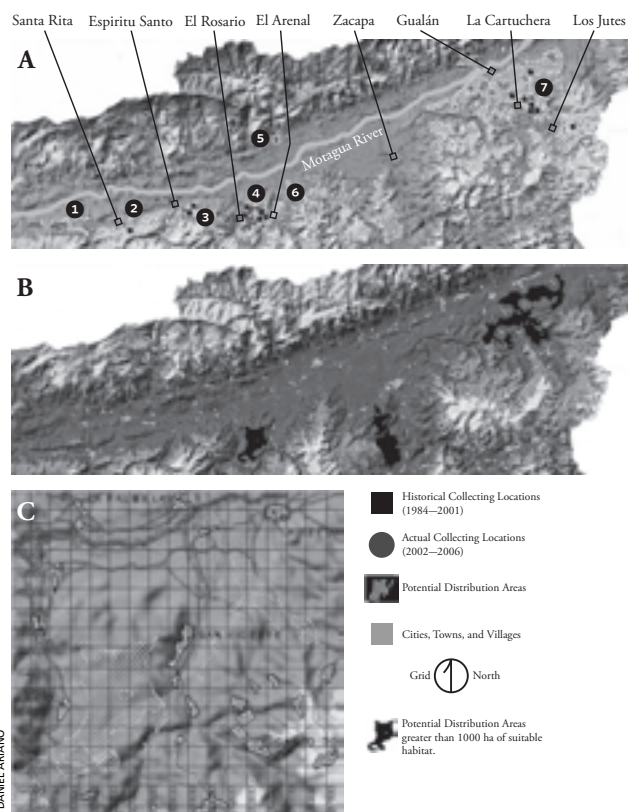 Santa Rita Espiritu Santo El Rosario El Arenal Zacapa Gualán La Cartuchera Los Jutes
A
7
5
Motagua River
1 2 3 4 6
B
C
Historical Collecting Locations
(1984—2001)
Actual Collecting Locations
(2002—2006)
Potential Distribution Areas
Cities, Towns, and Villages
Grid North
Potential Distribution Areas
greater than 1000 ha of suitable
habitat.
DANIEL ARIANO